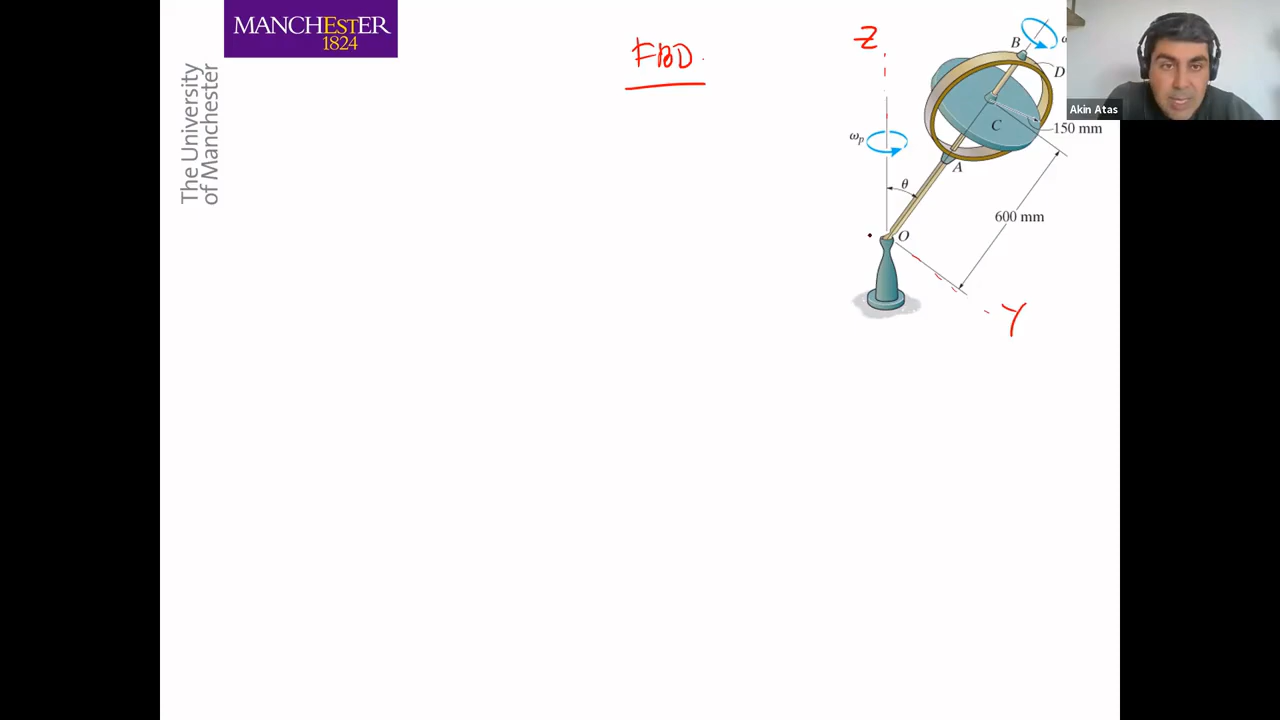 MANCHESTER
1824
The University
of Manchester
FBD.
Z
B
ω
D
Akin Atas
C
150 mm
ωp
A
θ
600 mm
O
Y